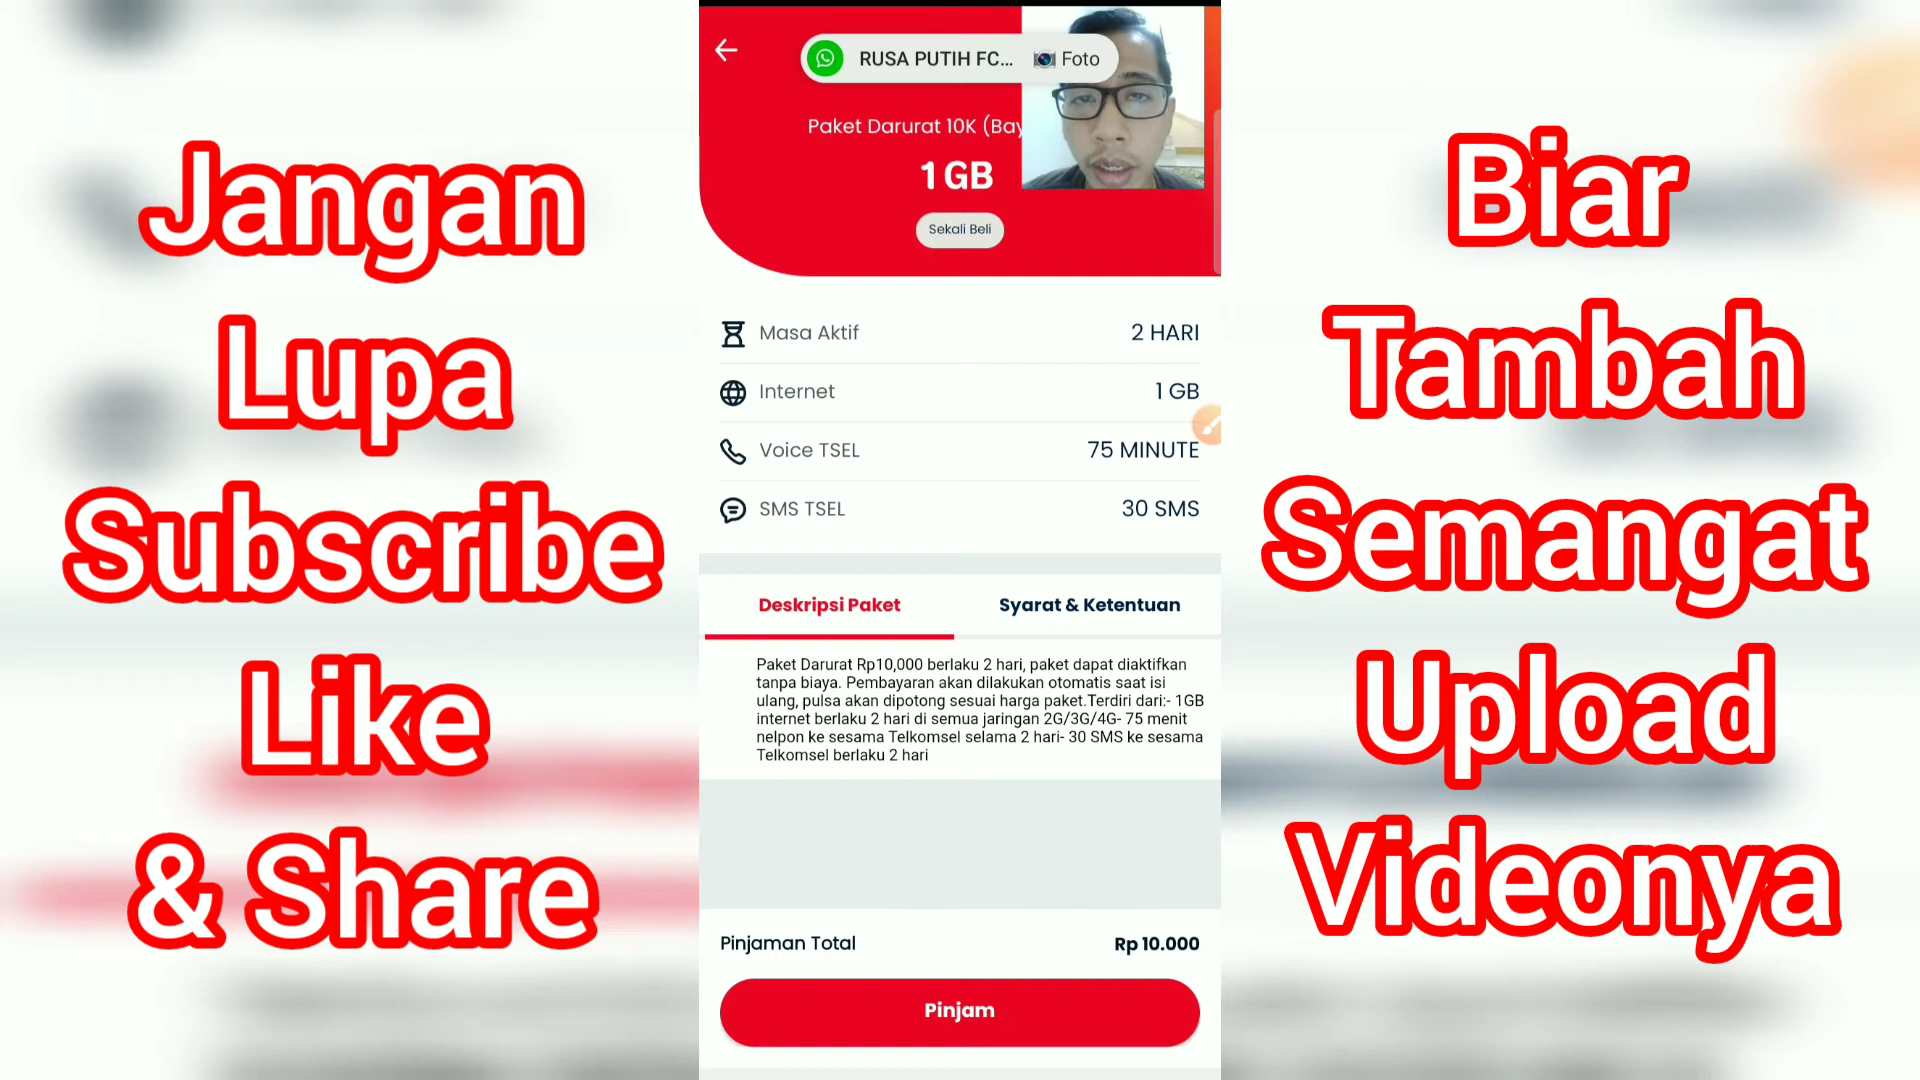 Jangan
Lupa
Subscribe
Like
& Share
RUSA PUTIH FC... Foto
Paket Darurat 10K (Bay
1 GB
Sekali Beli
Masa Aktif 2 HARI
Internet 1 GB
Voice TSEL 75 MINUTE
SMS TSEL 30 SMS
Deskripsi Paket Syarat & Ketentuan
Paket Darurat Rp10,000 berlaku 2 hari, paket dapat diaktifkan
tanpa biaya. Pembayaran akan dilakukan otomatis saat isi
ulang, pulsa akan dipotong sesuai harga paket.Terdiri dari:- 1GB
internet berlaku 2 hari di semua jaringan 2G/3G/4G- 75 menit
nelpon ke sesama Telkomsel selama 2 hari- 30 SMS ke sesama
Telkomsel berlaku 2 hari
Pinjaman Total Rp 10.000
Pinjam
Biar
Tambah
Semangat
Upload
Videonya